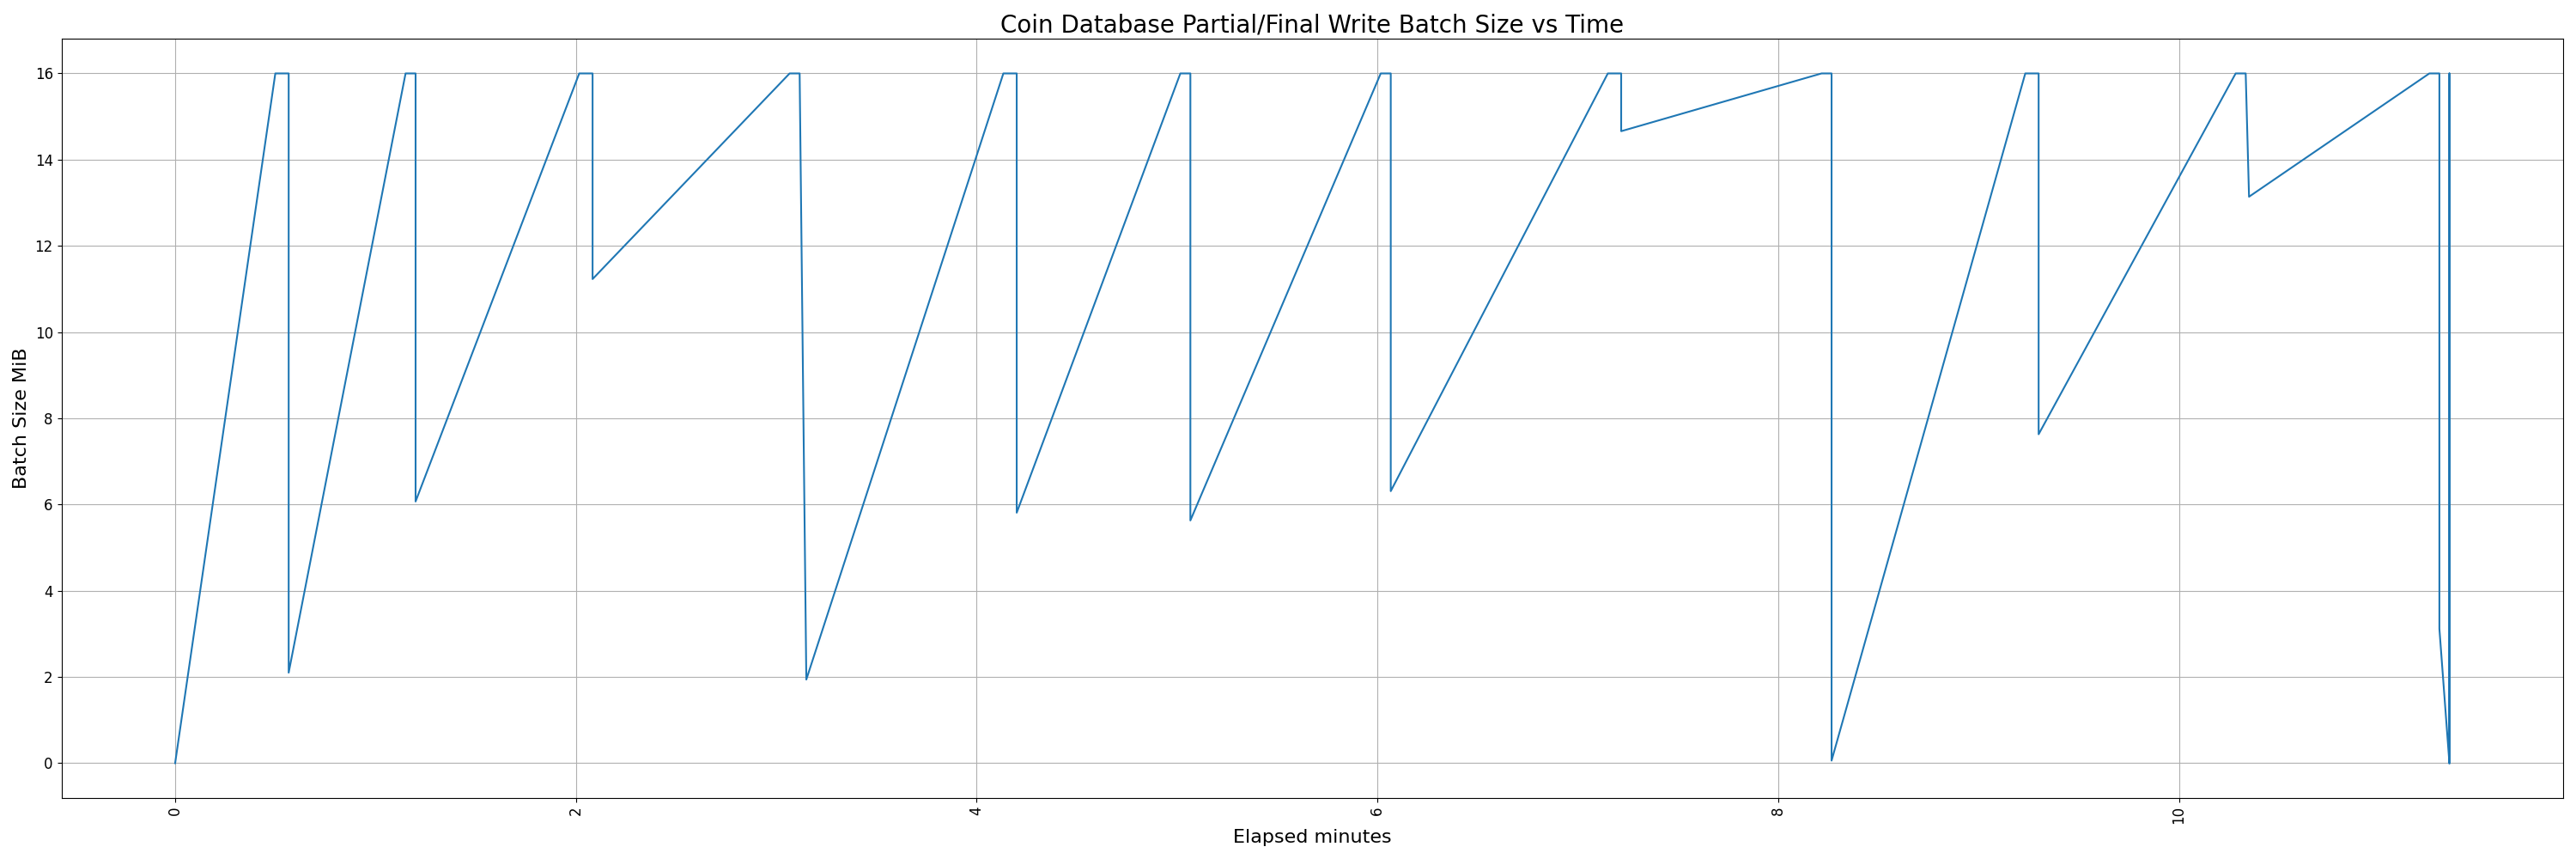 Coin Database Partial/Final Write Batch Size vs Time
Batch Size MiB
16
14
12
10
8
6
4
2
0
0 2 4 6 8 10
Elapsed minutes